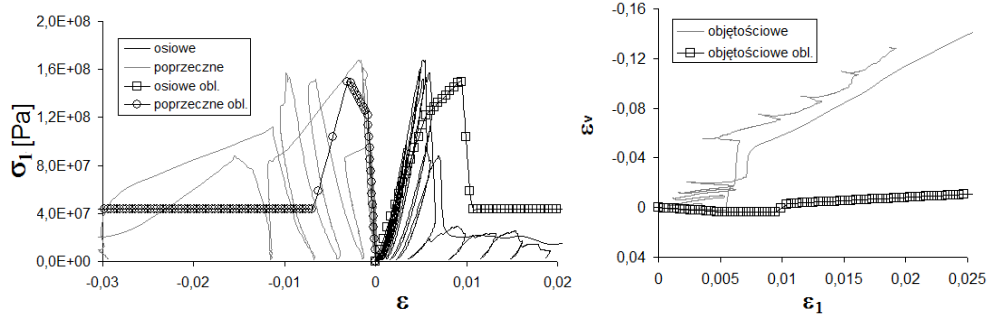 2,0E+08
1,6E+08
1,2E+08
8,0E+07
4,0E+07
0,0E+00
σ1 [Pa]
osiowe
poprzeczne
osiowe obl.
poprzeczne obl.
-0,03
-0,02
-0,01
0
0,01
0,02
ε
-0,16
-0,12
-0,08
-0,04
0
0,04
εv
objętościowe
objętościowe obl.
0
0,005
0,01
0,015
0,02
0,025
ε1